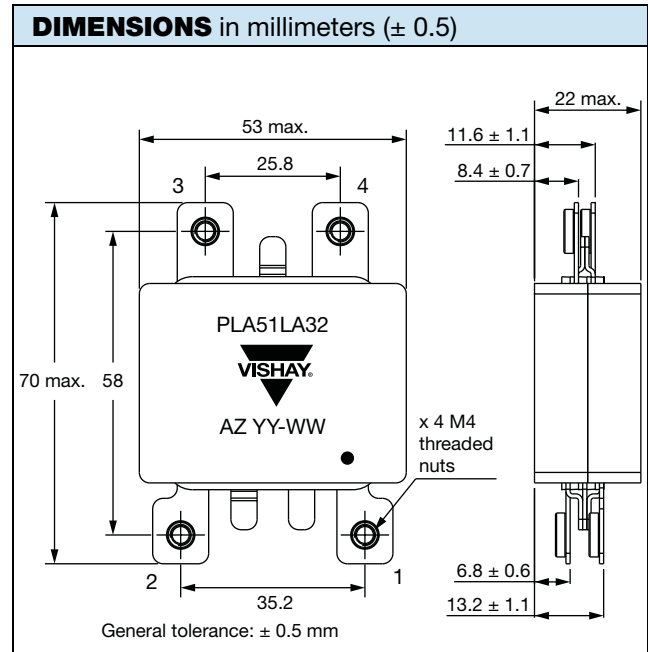 DIMENSIONS in millimeters (± 0.5)
53 max.
22 max.
11.6 ± 1.1
25.8
8.4 ± 0.7
3
4
PLA51LA32
VISHAY.
70 max.
58
AZ YY-WW
x 4 M4
threaded
nuts
6.8 ± 0.6
2
1
35.2
13.2 ± 1.1
General tolerance: ± 0.5 mm